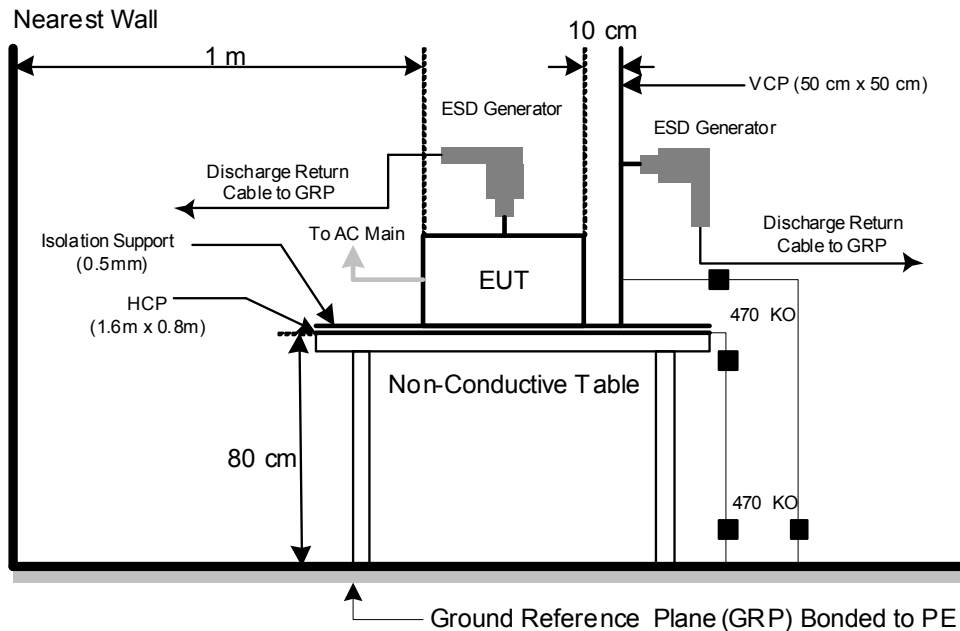 Nearest Wall
10 cm
1 m
VCP (50 cm x 50 cm)
ESD Generator
ESD Generator
Discharge Return
Cable to GRP
Discharge Return
Cable to GRP
To AC Main
Isolation Support
(0.5mm)
EUT
HCP
(1.6m x 0.8m)
470 KO
Non-Conductive Table
80 cm
470 KO
Ground Reference Plane (GRP) Bonded to PE